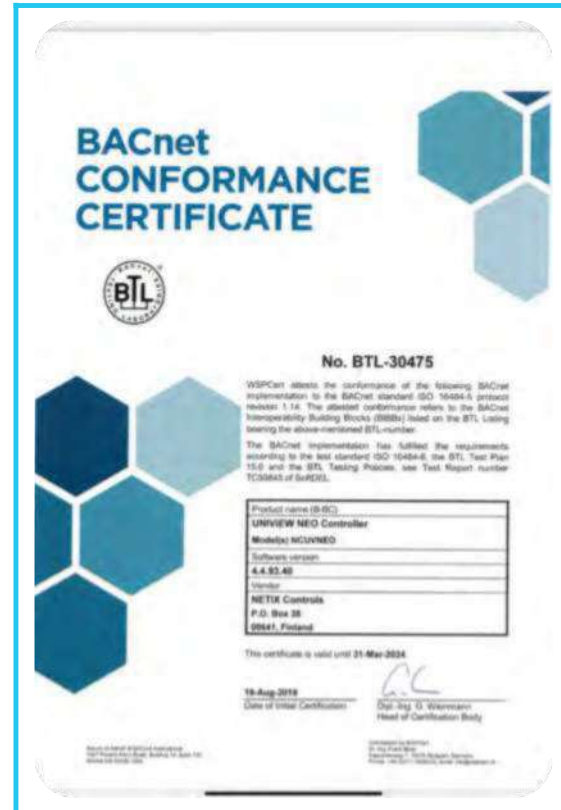 BACnet
CONFORMANCE
CERTIFICATE
BTL
No. BTL-30475
WSPCert attests the conformance of the following BACnet
implementation to the BACnet standard ISO 16484-5 protocol
revision 1.14. The attested conformance refers to the BACnet
Interoperability Building Blocks (BIBBs) listed on the BTL Listing
bearing the above-mentioned BTL-number.
The BACnet implementation has fulfilled the requirements
according to the test standard ISO 16484-6, the BTL Test Plan
15.0 and the BTL Testing Policies, see Test Report number
of
Product name (B-BC)
UNIVIEW NEO Controller
Model(s) NCUVNEO
Software version
4.4.93.40
Vendor
NETIX Controls
P.O. Box 28
Finland
This certificate is valid until 31-Mar-2024
Date of Initial Certification
Dipl.-Ing.
Head of Certification Body